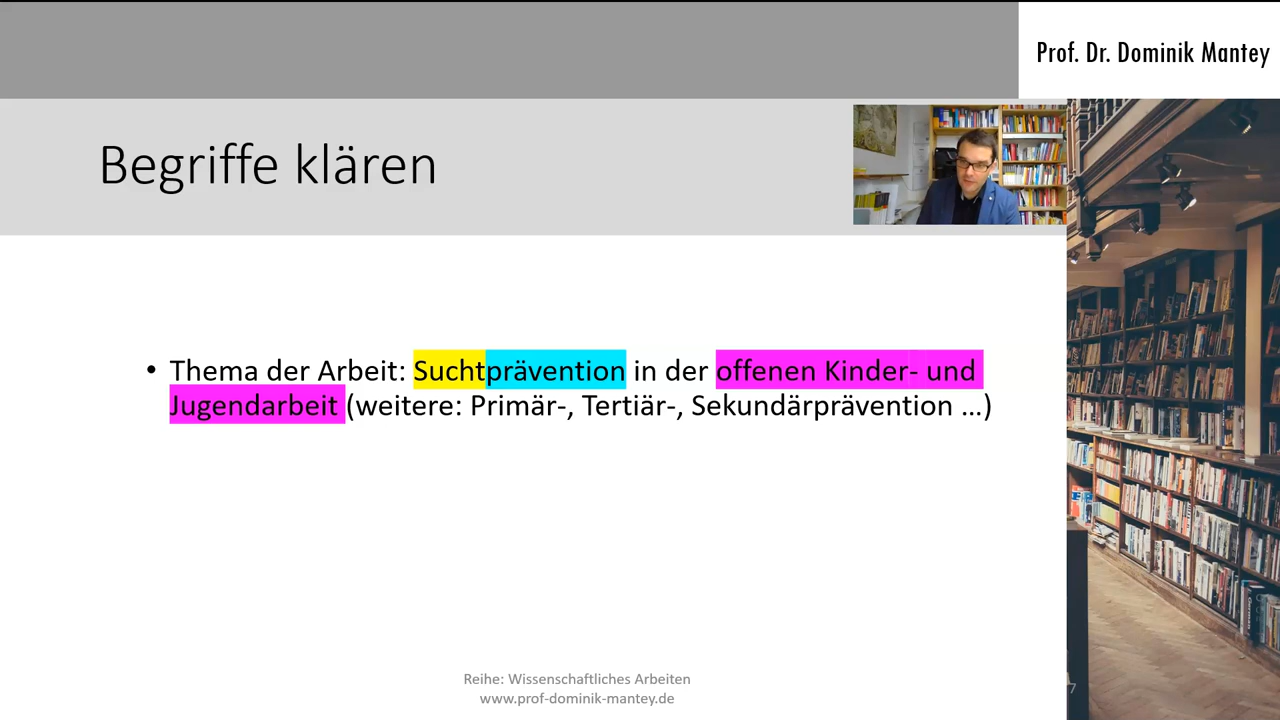 Prof. Dr. Dominik Mantey
Begriffe klären
• Thema der Arbeit: Suchtprävention in der offenen Kinder- und
Jugendarbeit (weitere: Primär-, Tertiär-, Sekundärprävention …)
Reihe: Wissenschaftliches Arbeiten
www.prof-dominik-mantey.de
7